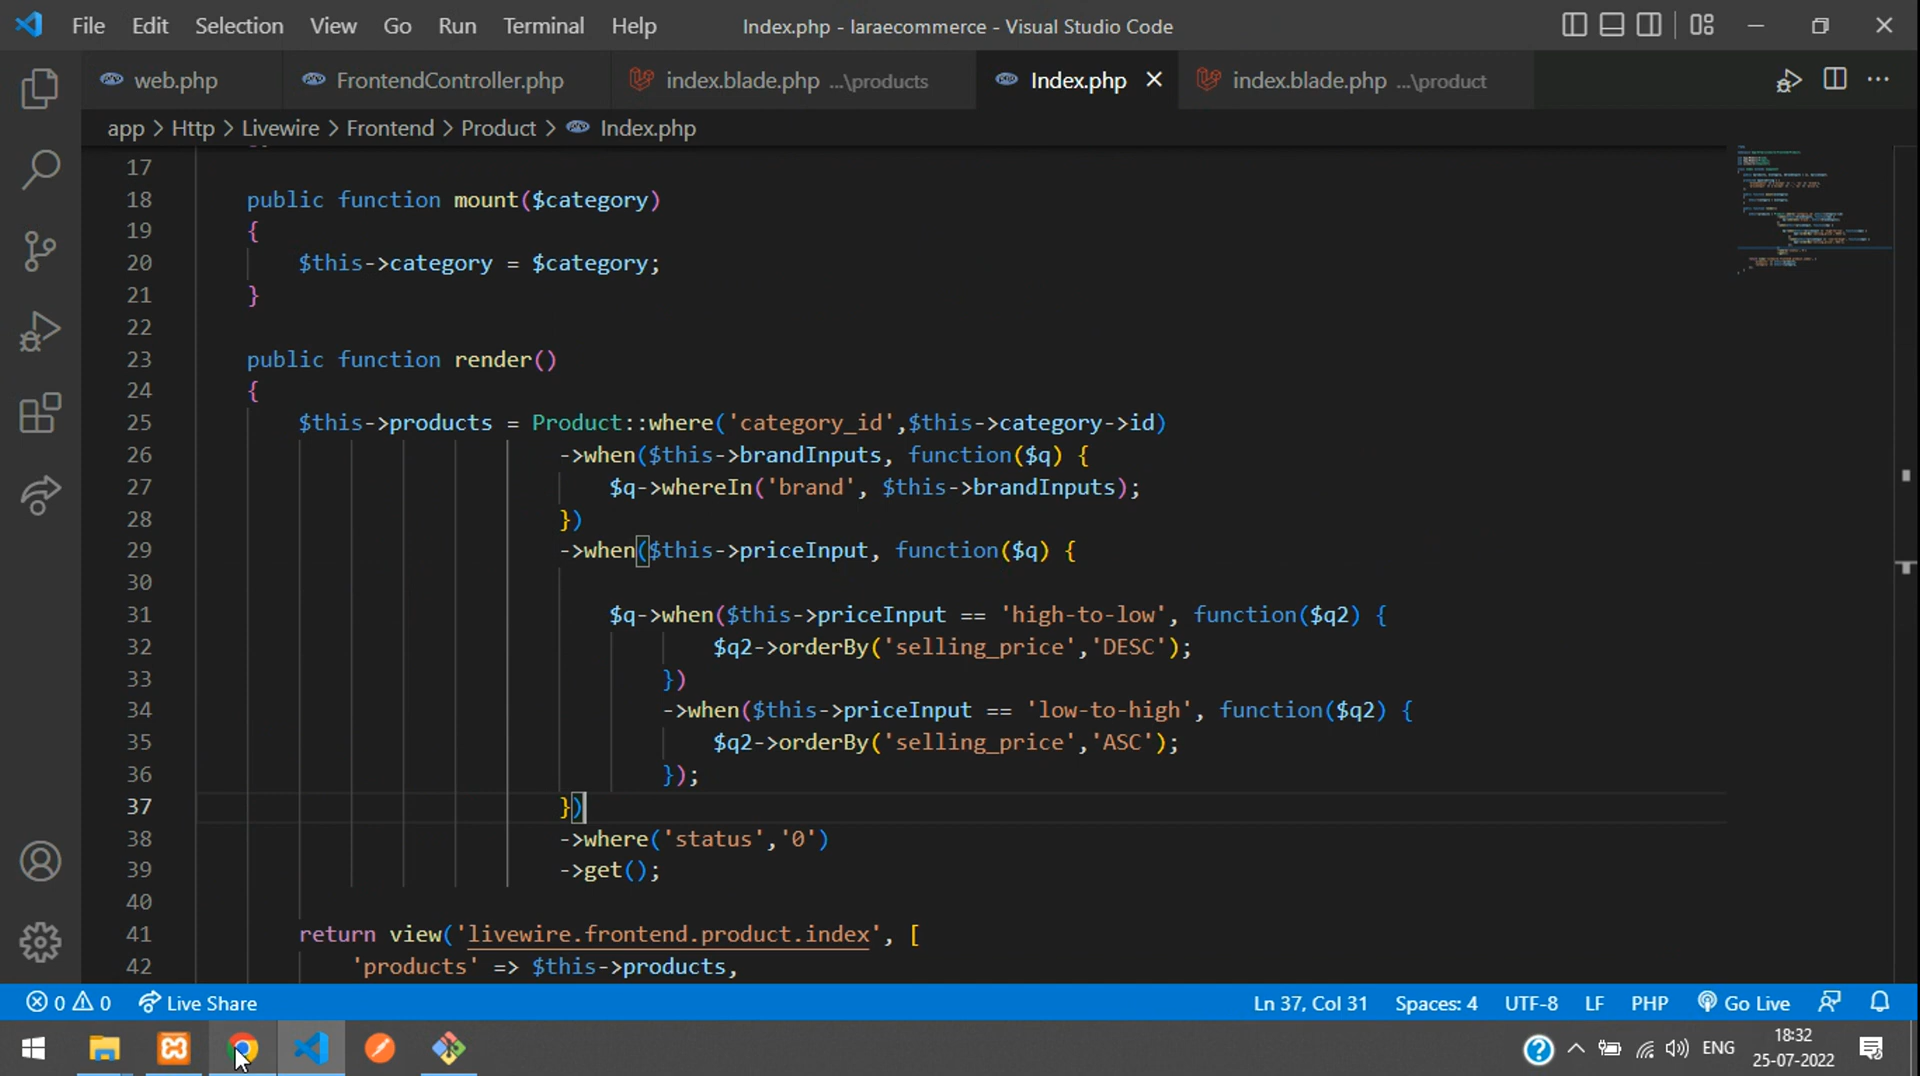 File Edit Selection View Go Run Terminal Help Index.php - laraecommerce - Visual Studio Code
web.php FrontendController.php index.blade.php ...\products Index.php index.blade.php ...\product
app > Http > Livewire > Frontend > Product > Index.php
17
18 public function mount($category)
19 {
20 $this->category = $category;
21 }
22
23 public function render()
24 {
25 $this->products = Product::where('category_id',$this->category->id)
26 ->when($this->brandInputs, function($q) {
27 $q->whereIn('brand', $this->brandInputs);
28 })
29 ->when($this->priceInput, function($q) {
30
31 $q->when($this->priceInput == 'high-to-low', function($q2) {
32 $q2->orderBy('selling_price','DESC');
33 })
34 ->when($this->priceInput == 'low-to-high', function($q2) {
35 $q2->orderBy('selling_price','ASC');
36 });
37 })
38 ->where('status','0')
39 ->get();
40
41 return view('livewire.frontend.product.index', [
42 'products' => $this->products,
0 0 Live Share Ln 37, Col 31 Spaces: 4 UTF-8 LF PHP Go Live
ENG 18:32
25-07-2022